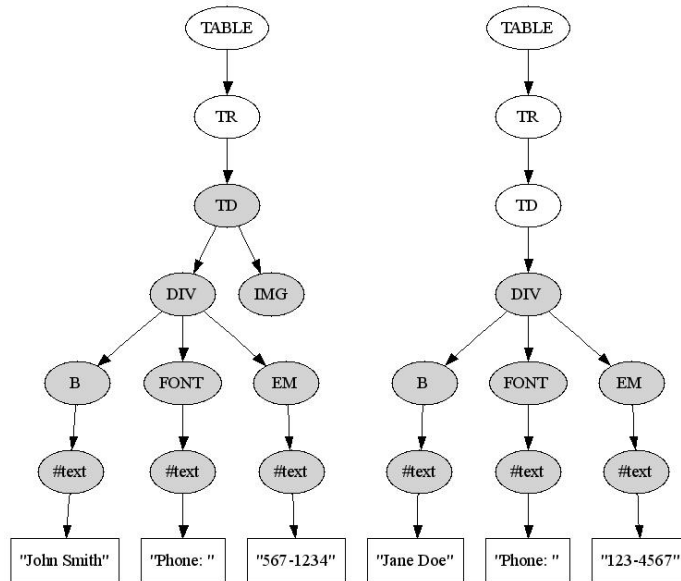 TABLE TABLE
TR TR
TD TD
DIV IMG DIV
B FONT EM B FONT EM
#text #text #text #text #text #text
"John Smith" "Phone: " "567-1234" "Jane Doe" "Phone: " "123-4567"